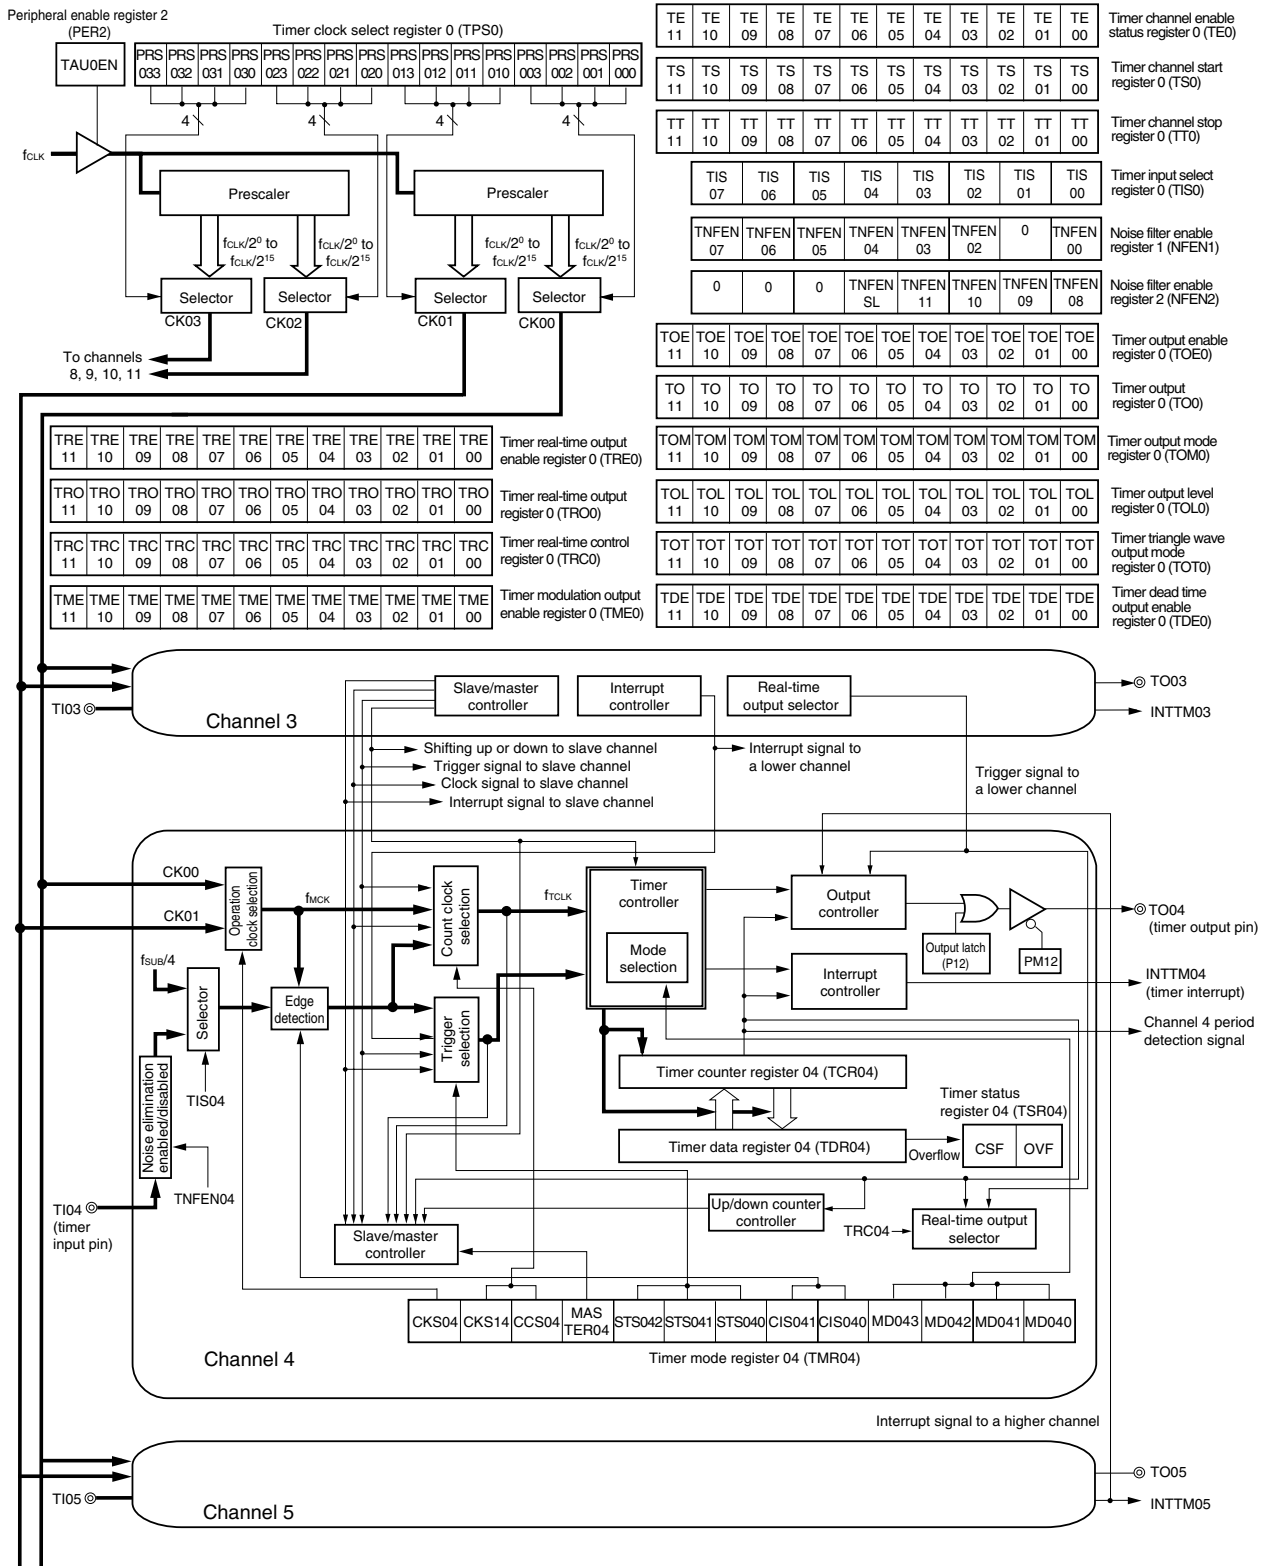 Peripheral enable register 2
(PER2)
TAU0EN
Timer clock select register 0 (TPS0)
PRS PRS PRS PRS PRS PRS PRS PRS PRS PRS PRS PRS PRS PRS PRS PRS
033 032 031 030 023 022 021 020 013 012 011 010 003 002 001 000
4 4 4 4
fCLK
Prescaler Prescaler
fCLK/2⁰ to
fCLK/2¹⁵
fCLK/2⁰ to
fCLK/2¹⁵
fCLK/2⁰ to
fCLK/2¹⁵
fCLK/2⁰ to
fCLK/2¹⁵
Selector Selector Selector Selector
CK03 CK02 CK01 CK00
To channels
8, 9, 10, 11
TE TE TE TE TE TE TE TE TE TE TE TE
11 10 09 08 07 06 05 04 03 02 01 00
Timer channel enable
status register 0 (TE0)
TS TS TS TS TS TS TS TS TS TS TS TS
11 10 09 08 07 06 05 04 03 02 01 00
Timer channel start
register 0 (TS0)
TT TT TT TT TT TT TT TT TT TT TT TT
11 10 09 08 07 06 05 04 03 02 01 00
Timer channel stop
register 0 (TT0)
TIS TIS TIS TIS TIS TIS TIS TIS
07 06 05 04 03 02 01 00
Timer input select
register 0 (TIS0)
TNFEN TNFEN TNFEN TNFEN TNFEN TNFEN 0 TNFEN
07 06 05 04 03 02 00
Noise filter enable
register 1 (NFEN1)
0 0 0 TNFEN TNFEN TNFEN TNFEN TNFEN
SL 11 10 09 08
Noise filter enable
register 2 (NFEN2)
TOE TOE TOE TOE TOE TOE TOE TOE TOE TOE TOE TOE
11 10 09 08 07 06 05 04 03 02 01 00
Timer output enable
register 0 (TOE0)
TO TO TO TO TO TO TO TO TO TO TO TO
11 10 09 08 07 06 05 04 03 02 01 00
Timer output
register 0 (TO0)
TOM TOM TOM TOM TOM TOM TOM TOM TOM TOM TOM TOM
11 10 09 08 07 06 05 04 03 02 01 00
Timer output mode
register 0 (TOM0)
TOL TOL TOL TOL TOL TOL TOL TOL TOL TOL TOL TOL
11 10 09 08 07 06 05 04 03 02 01 00
Timer output level
register 0 (TOL0)
TOT TOT TOT TOT TOT TOT TOT TOT TOT TOT TOT TOT
11 10 09 08 07 06 05 04 03 02 01 00
Timer triangle wave
output mode
register 0 (TOT0)
TDE TDE TDE TDE TDE TDE TDE TDE TDE TDE TDE TDE
11 10 09 08 07 06 05 04 03 02 01 00
Timer dead time
output enable
register 0 (TDE0)
TRE TRE TRE TRE TRE TRE TRE TRE TRE TRE TRE TRE
11 10 09 08 07 06 05 04 03 02 01 00
Timer real-time output
enable register 0 (TRE0)
TRO TRO TRO TRO TRO TRO TRO TRO TRO TRO TRO TRO
11 10 09 08 07 06 05 04 03 02 01 00
Timer real-time output
register 0 (TRO0)
TRC TRC TRC TRC TRC TRC TRC TRC TRC TRC TRC TRC
11 10 09 08 07 06 05 04 03 02 01 00
Timer real-time control
register 0 (TRC0)
TME TME TME TME TME TME TME TME TME TME TME TME
11 10 09 08 07 06 05 04 03 02 01 00
Timer modulation output
enable register 0 (TME0)
TI03
Channel 3
Slave/master
controller
Interrupt
controller
Real-time
output selector
TO03
INTTM03
Shifting up or down to slave channel
Trigger signal to slave channel
Clock signal to slave channel
Interrupt signal to slave channel
Interrupt signal to
a lower channel
Trigger signal to
a lower channel
CK00
CK01
Operation
clock selection
fMCK
Count clock
selection
fTCLK
Timer
controller
Mode
selection
Output
controller
Output latch
(P12)
PM12
TO04
(timer output pin)
Interrupt
controller
INTTM04
(timer interrupt)
Channel 4 period
detection signal
fSUB/4
Selector
Edge
detection
Trigger
selection
TIS04
Noise elimination
enabled/disabled
TNFEN04
TI04
(timer
input pin)
Timer counter register 04 (TCR04)
Timer data register 04 (TDR04)
Overflow
Timer status
register 04 (TSR04)
CSF OVF
Up/down counter
controller
TRC04
Real-time output
selector
Slave/master
controller
CKS04 CKS14 CCS04 MAS TER04 STS042 STS041 STS040 CIS041 CIS040 MD043 MD042 MD041 MD040
Timer mode register 04 (TMR04)
Channel 4
Interrupt signal to a higher channel
TI05
Channel 5
TO05
INTTM05